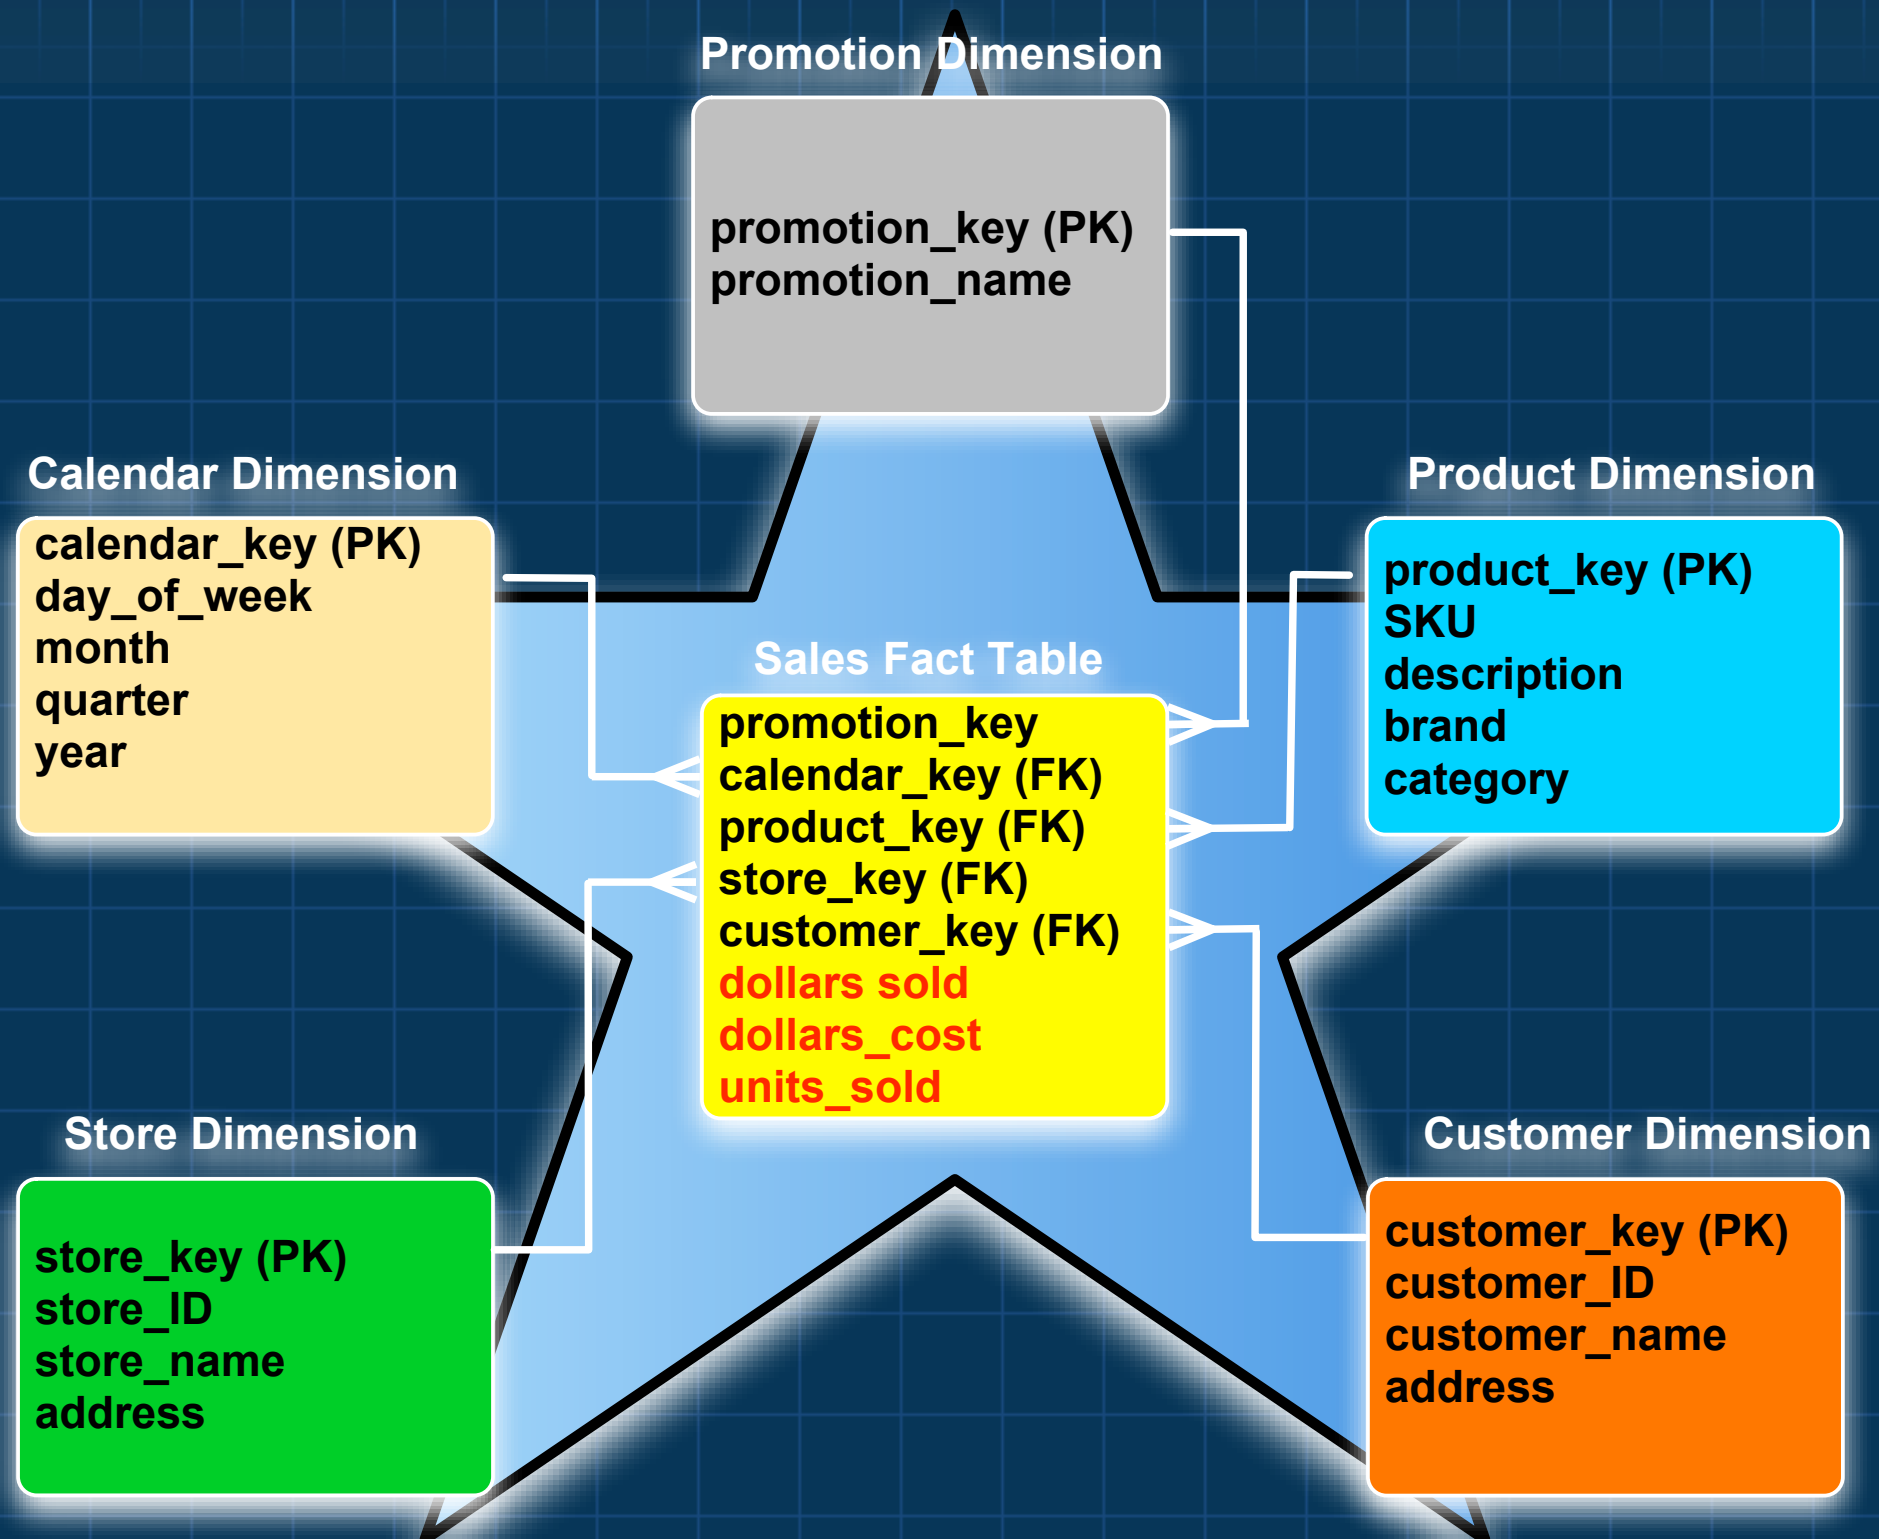 Promotion Dimension
promotion_key (PK)
promotion_name
Calendar Dimension
calendar_key (PK)
day_of_week
month
quarter
year
Product Dimension
product_key (PK)
SKU
description
brand
category
Sales Fact Table
promotion_key
calendar_key (FK)
product_key (FK)
store_key (FK)
customer_key (FK)
dollars sold
dollars_cost
units_sold
Store Dimension
store_key (PK)
store_ID
store_name
address
Customer Dimension
customer_key (PK)
customer_ID
customer_name
address